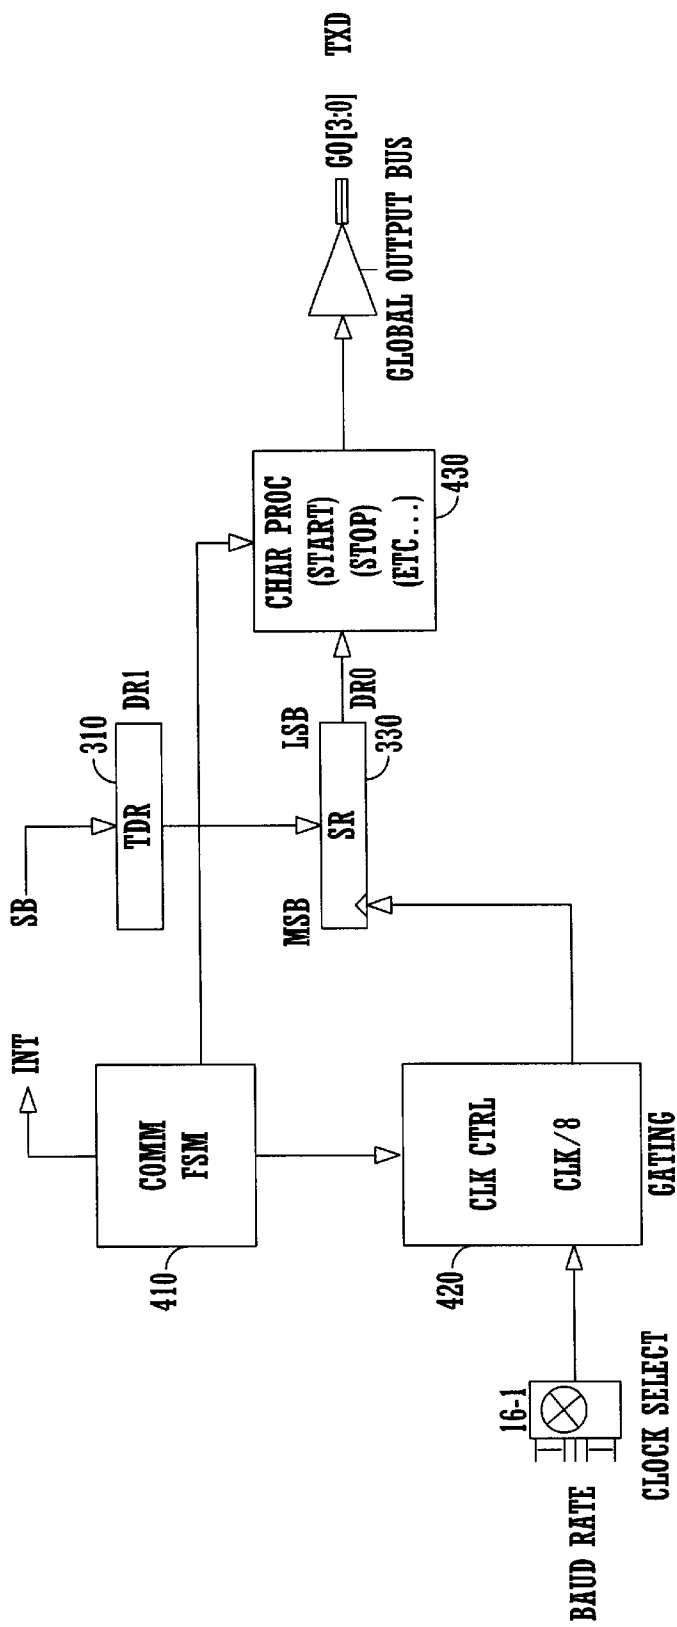 INT
SB
COMM
FSM
410
TDR
310
DR1
CHAR PROC
(START)
(STOP)
(ETC...)
430
GO[3:0]
TXD
GLOBAL OUTPUT BUS
MSB
SR
LSB
330
DR0
CLK CTRL
CLK/8
420
GATING
16-1
BAUD RATE
CLOCK SELECT